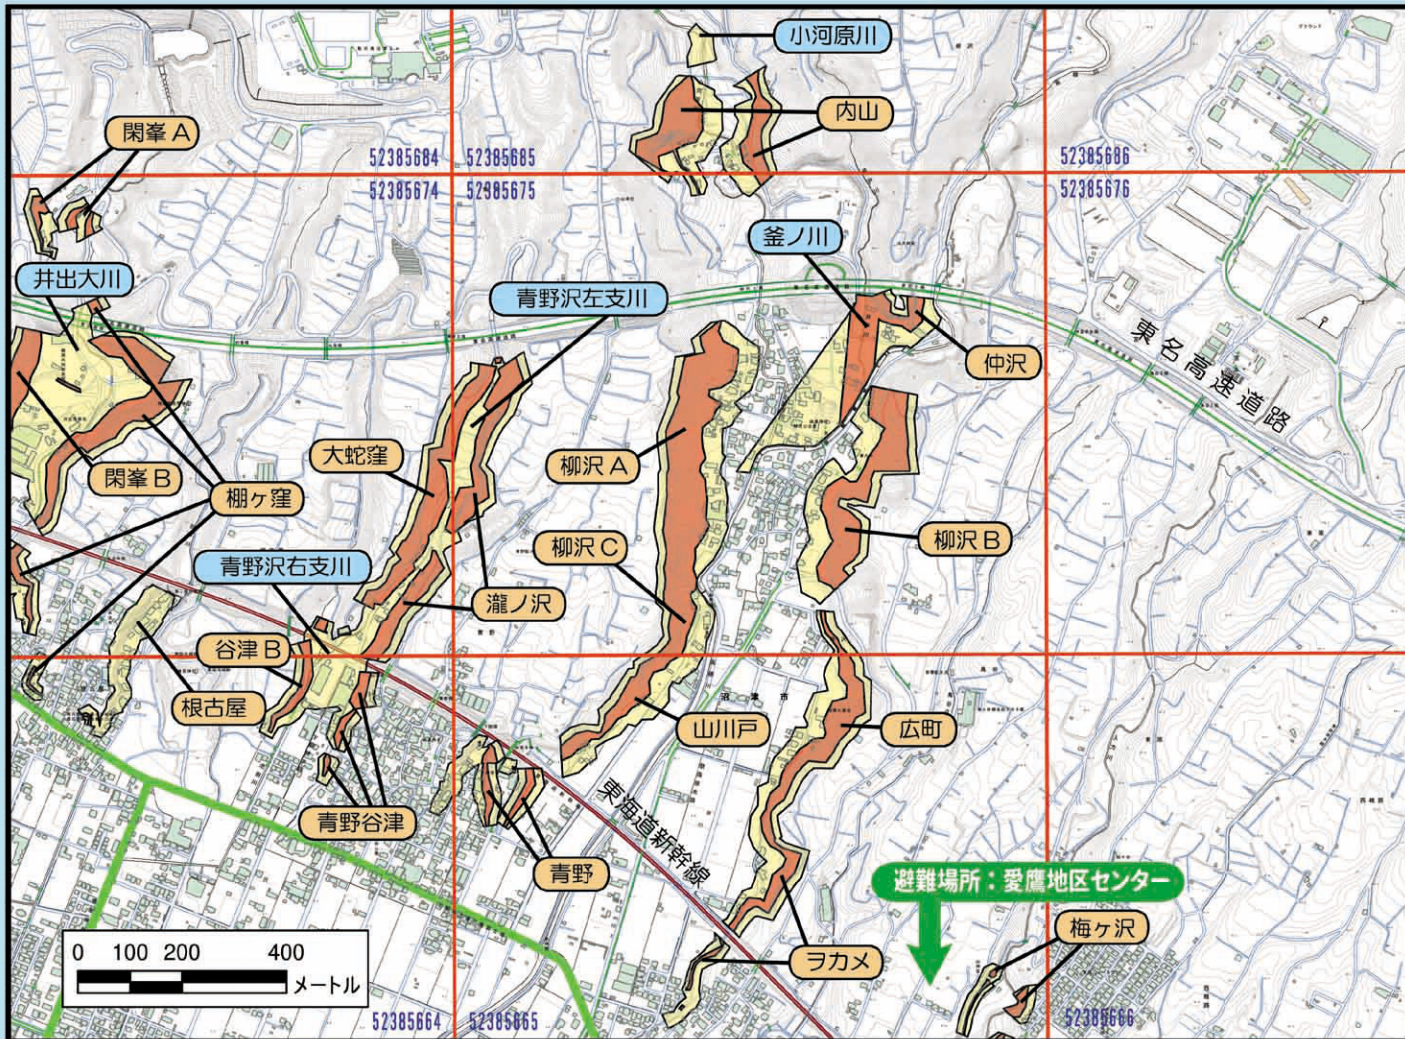 小河原川
内山
閑峯 A
52385684
52385685
52385686
52385674
52385675
52385676
釜ノ川
井出大川
青野沢左支川
仲沢
東名高速道路
大蛇窪
柳沢 A
閑峯 B
棚ヶ窪
柳沢 C
柳沢 B
青野沢右支川
瀧ノ沢
谷津 B
根古屋
沼津市
山川戸
広町
青野谷津
東海道新幹線
青野
避難場所：愛鷹地区センター
梅ヶ沢
ヲカメ
0 100 200 400
メートル
52385664
52385665
52385666